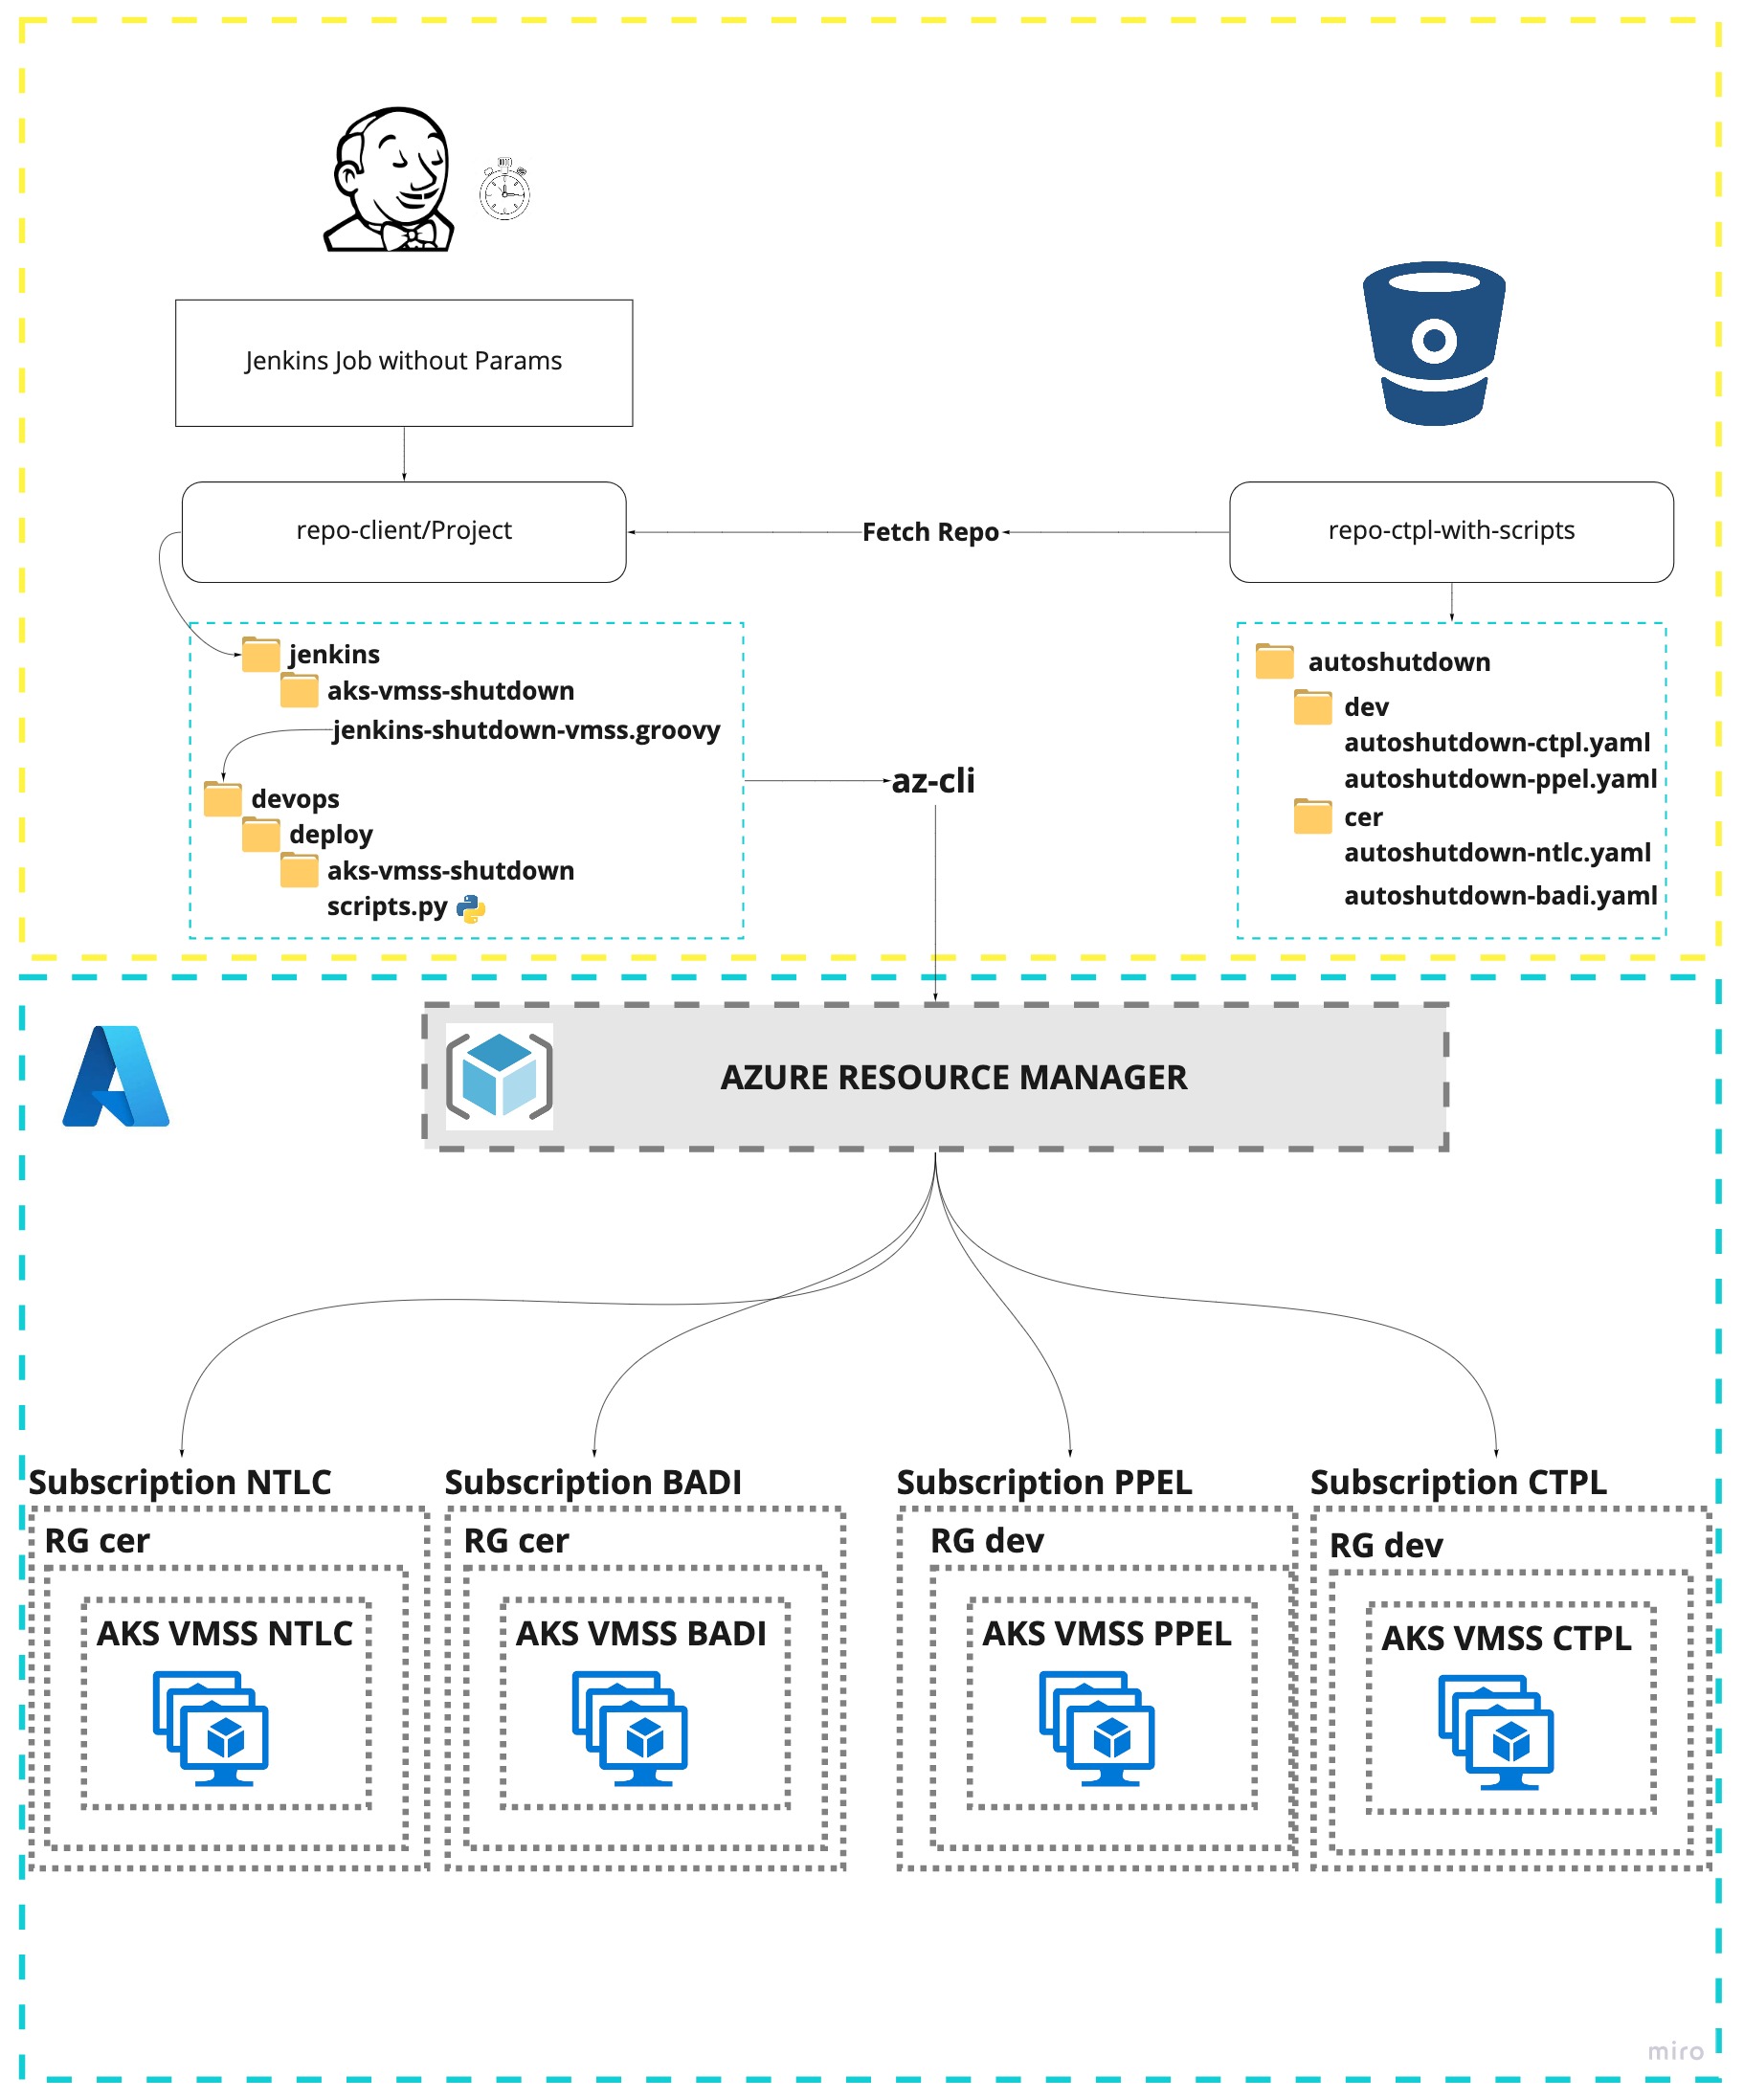 Jenkins Job without Params
repo-client/Project
Fetch Repo
repo-ctpl-with-scripts
jenkins
aks-vmss-shutdown
jenkins-shutdown-vmss.groovy
devops
deploy
aks-vmss-shutdown
scripts.py
az-cli
autoshutdown
dev
autoshutdown-ctpl.yaml
autoshutdown-ppel.yaml
cer
autoshutdown-ntlc.yaml
autoshutdown-badi.yaml
AZURE RESOURCE MANAGER
Subscription NTLC
RG cer
AKS VMSS NTLC
Subscription BADI
RG cer
AKS VMSS BADI
Subscription PPEL
RG dev
AKS VMSS PPEL
Subscription CTPL
RG dev
AKS VMSS CTPL
miro